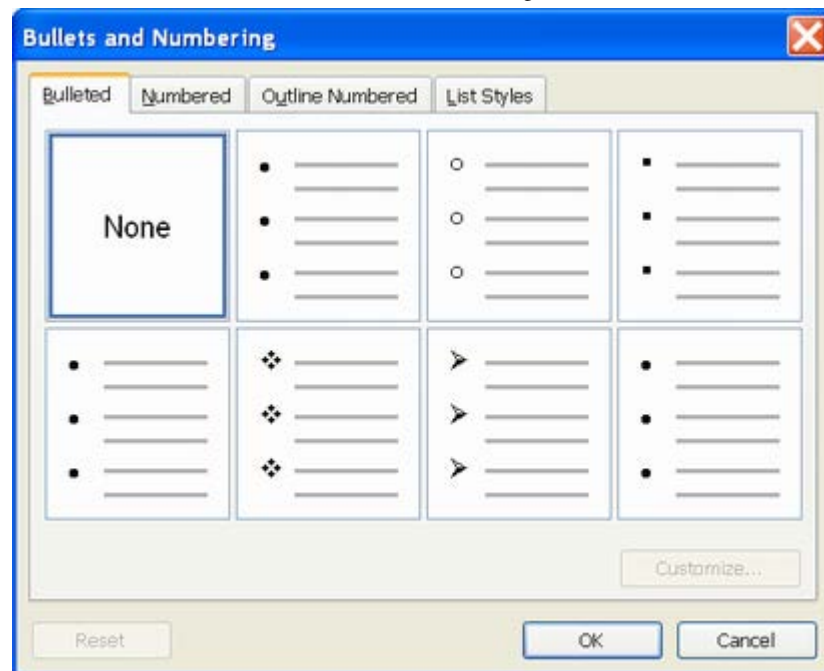 Bullets and Numbering
Bulleted Numbered Outline Numbered List Styles
None
Customize...
Reset OK Cancel